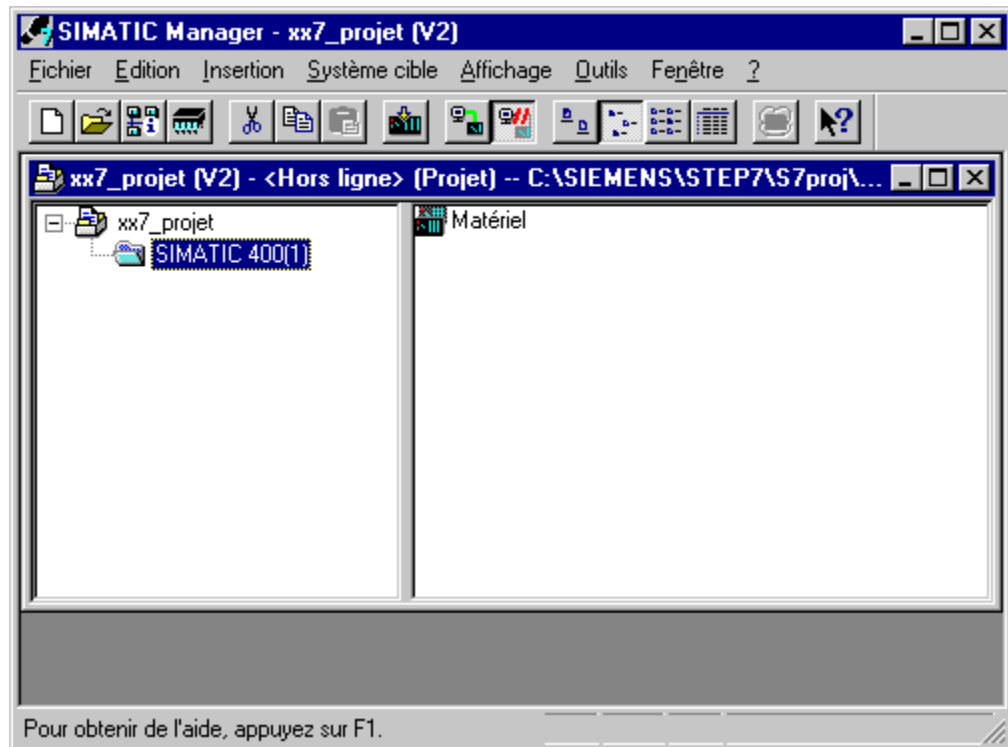 SIMATIC Manager - xx7_projet (V2)
Fichier Edition Insertion Système cible Affichage Outils Fenêtre ?
xx7_projet (V2) - <Hors ligne> (Projet) -- C:\SIEMENS\STEP7\S7proj\...
xx7_projet
Matériel
SIMATIC 400(1)
Pour obtenir de l'aide, appuyez sur F1.